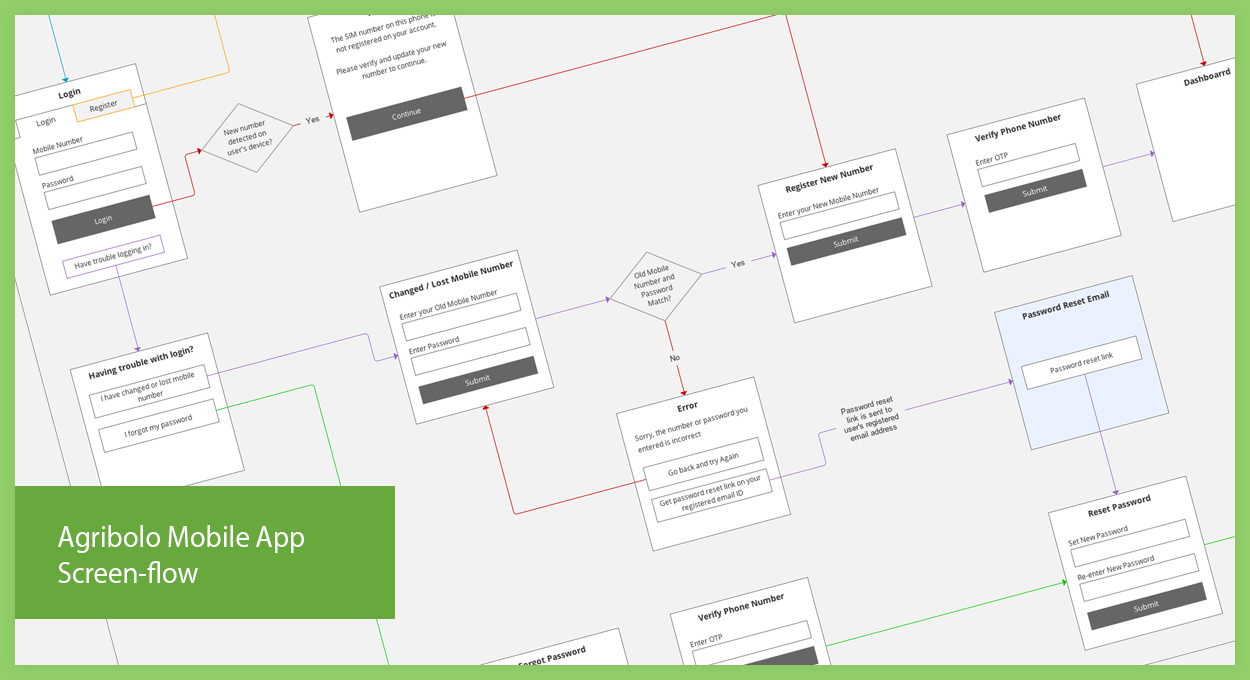 The SIM number on this phone is
not registered on your account.
Please verify and update your new
number to continue.
Continue
Login
Login
Register
Mobile Number
Password
Login
Have trouble logging in?
New number
detected on
user's device?
Yes
Dashboarrd
Verify Phone Number
Enter OTP
Submit
Register New Number
Enter your New Mobile Number
Submit
Changed / Lost Mobile Number
Enter your Old Mobile Number
Enter Password
Submit
Old Mobile
Number and
Password
Match?
Yes
No
Having trouble with login?
I have changed or lost mobile
number
I forgot my password
Error
Sorry, the number or password you
entered is incorrect
Go back and try Again
Get password reset link on your
registered email ID
Password reset
link is sent to
user's registered
email address
Password Reset Email
Password reset link
Reset Password
Set New Password
Re-enter New Password
Submit
Agribolo Mobile App
Screen-flow
Verify Phone Number
Enter OTP
Forgot Password